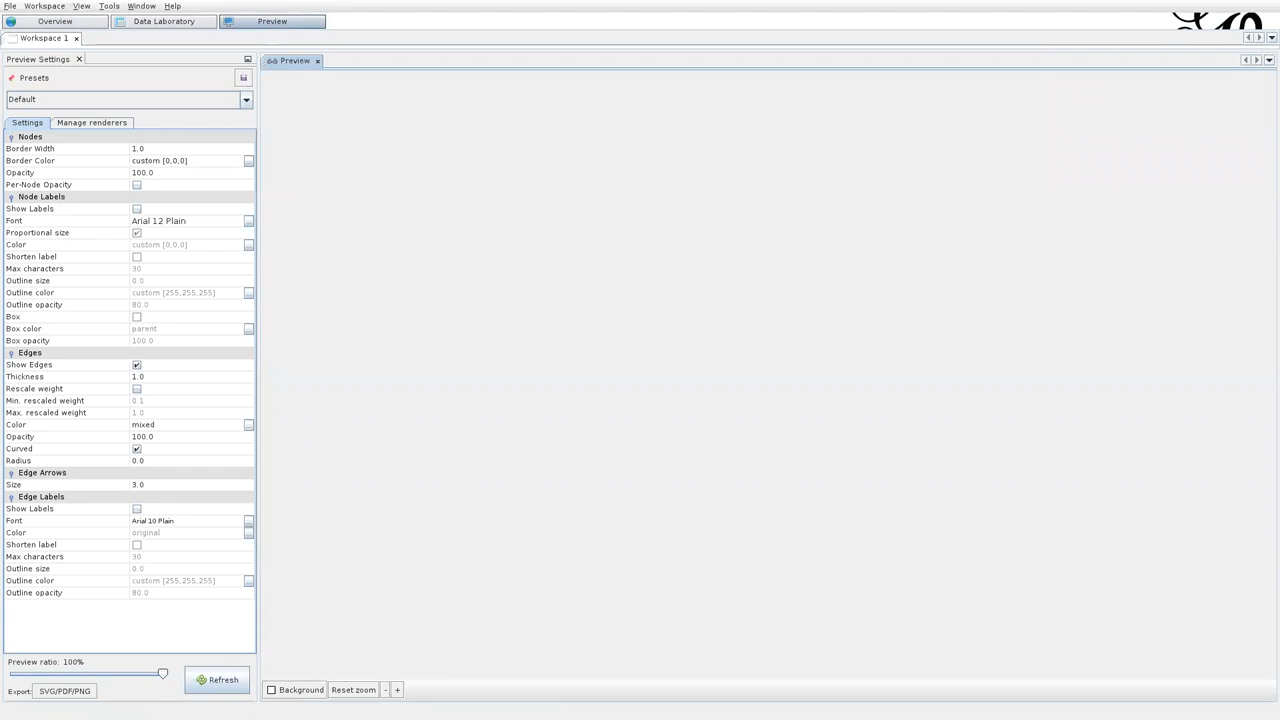 File Workspace View Tools Window Help
Overview Data Laboratory Preview
Workspace 1
Preview Settings Preview
Presets
Default
Settings Manage renderers
Nodes
Border Width 1.0
Border Color custom [0,0,0]
Opacity 100.0
Per-Node Opacity
Node Labels
Show Labels
Font Arial 12 Plain
Proportional size
Color custom [0,0,0]
Shorten label
Max characters 30
Outline size 0.0
Outline color custom [255,255,255]
Outline opacity 80.0
Box
Box color parent
Box opacity 100.0
Edges
Show Edges
Thickness 1.0
Rescale weight
Min. rescaled weight 0.1
Max. rescaled weight 1.0
Color mixed
Opacity 100.0
Curved
Radius 0.0
Edge Arrows
Size 3.0
Edge Labels
Show Labels
Font Arial 10 Plain
Color original
Shorten label
Max characters 30
Outline size 0.0
Outline color custom [255,255,255]
Outline opacity 80.0
Preview ratio: 100%
Refresh
Export: SVG/PDF/PNG
Background Reset zoom - +